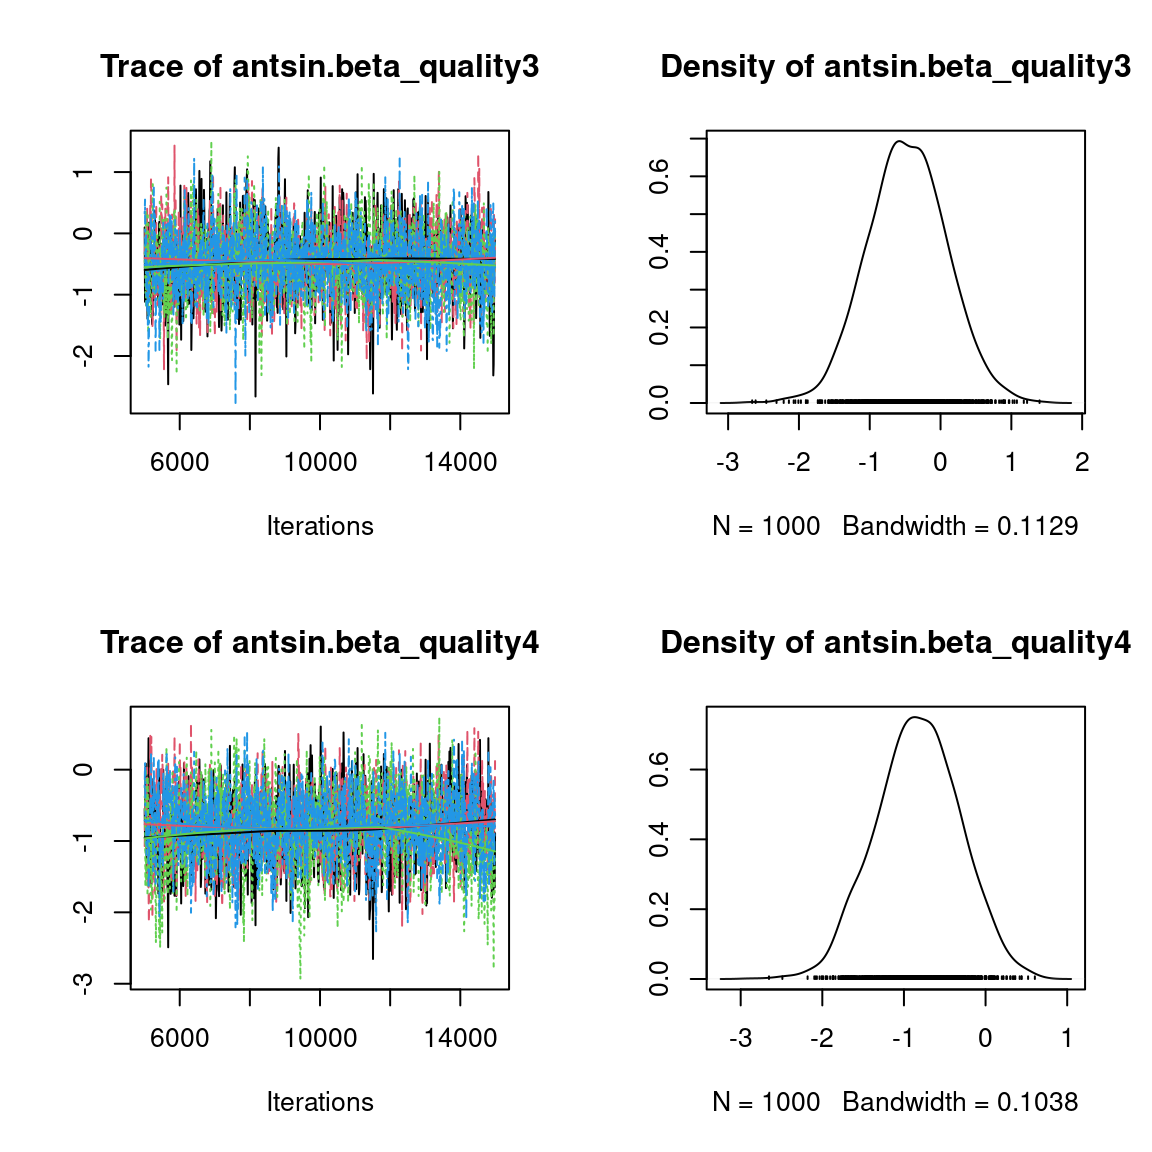 Trace of antsin.beta_quality3
1
0
-1
-2
6000 10000 14000
Iterations
Density of antsin.beta_quality3
0.6
0.4
0.2
0.0
-3 -2 -1 0 1 2
N = 1000 Bandwidth = 0.1129
Trace of antsin.beta_quality4
0
-1
-2
-3
6000 10000 14000
Iterations
Density of antsin.beta_quality4
0.6
0.4
0.2
0.0
-3 -2 -1 0 1
N = 1000 Bandwidth = 0.1038